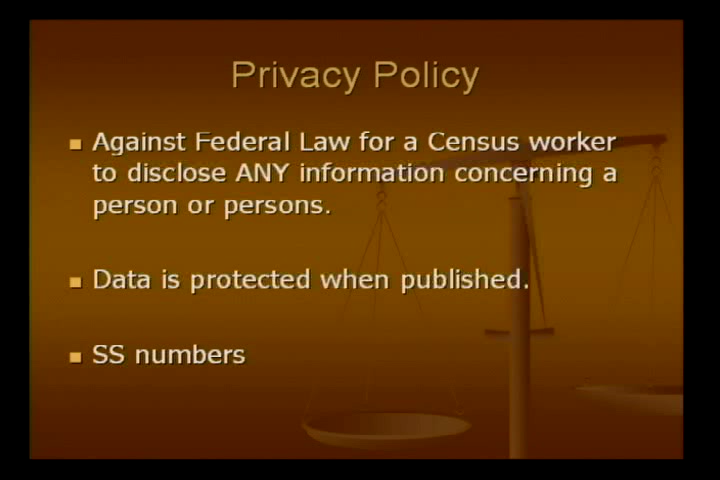 Privacy Policy
Against Federal Law for a Census worker
to disclose ANY information concerning a
person or persons.
Data is protected when published.
SS numbers